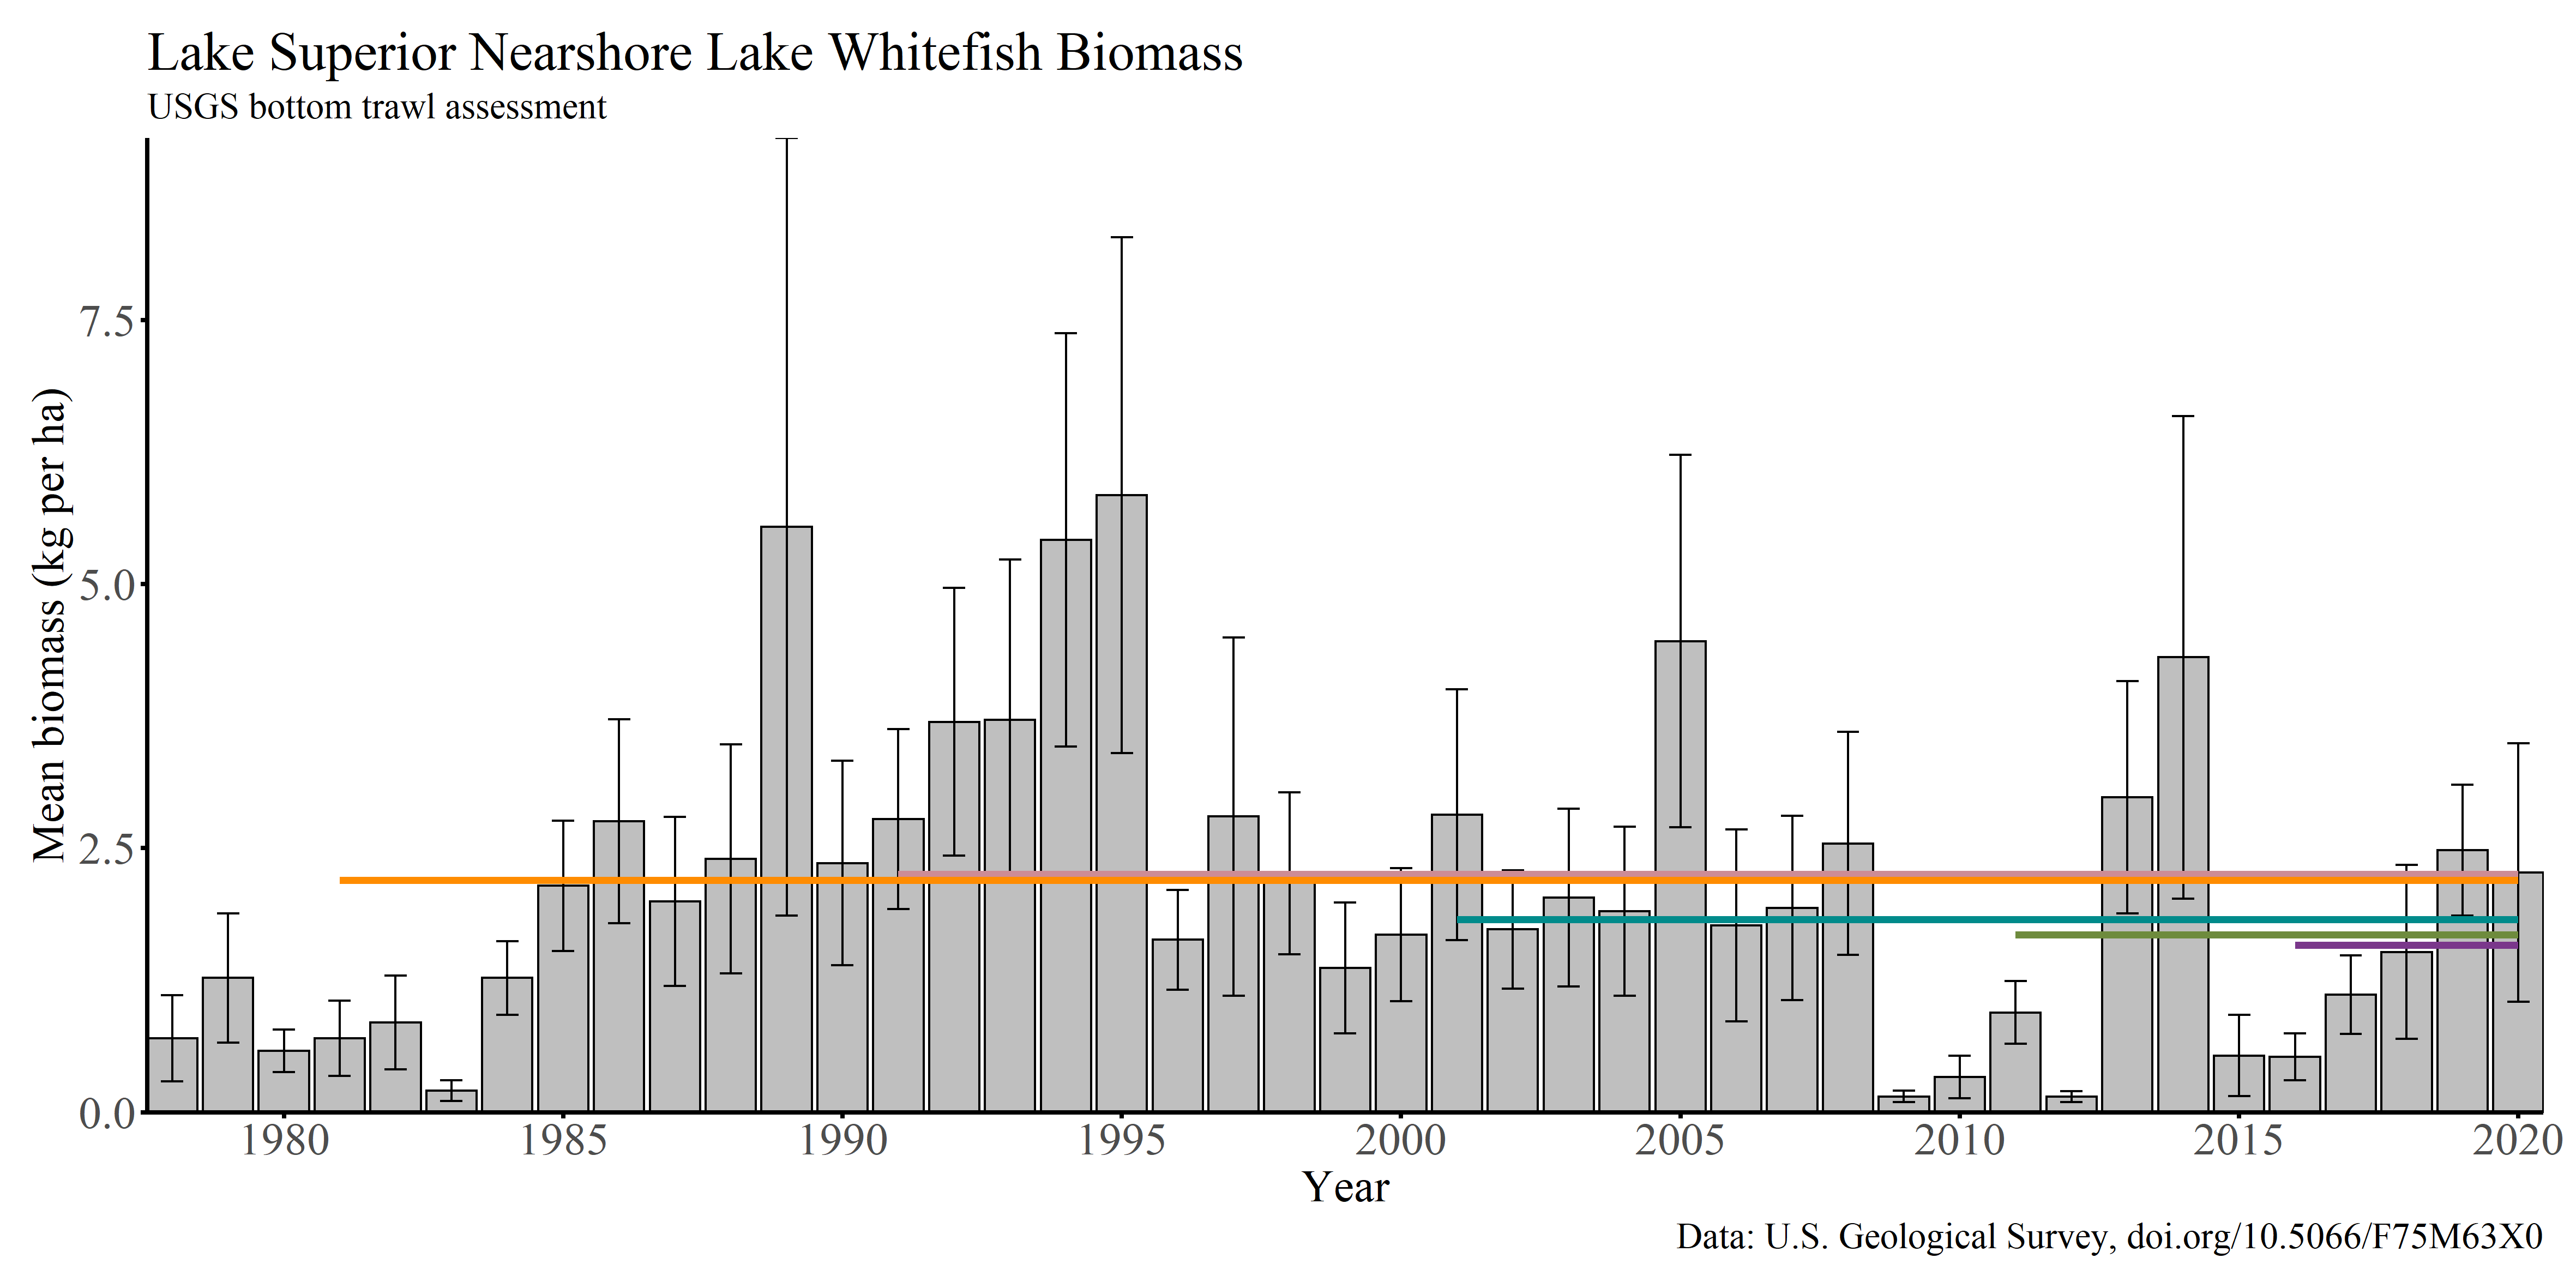 Lake Superior Nearshore Lake Whitefish Biomass
USGS bottom trawl assessment
Mean biomass (kg per ha)
7.5
5.0
2.5
0.0
1980 1985 1990 1995 2000 2005 2010 2015 2020
Year
Data: U.S. Geological Survey, doi.org/10.5066/F75M63X0